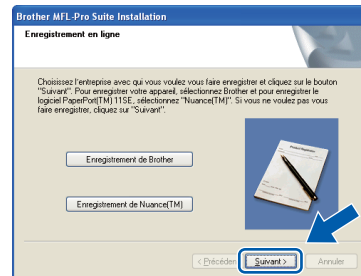 Brother MFL-Pro Suite Installation
Enregistrement en ligne
Choisissez l'entreprise avec qui vous voulez vous faire enregistrer et cliquez sur le bouton
"Suivant". Pour enregistrer votre appareil, sélectionnez Brother et pour enregistrer le
logiciel PaperPort(TM) 11SE, sélectionnez "Nuance(TM)". Si vous ne voulez pas vous
faire enregistrer, cliquez sur "Suivant".
Enregistrement de Brother
Enregistrement de Nuance(TM)
< Précéden Suivant > Annuler